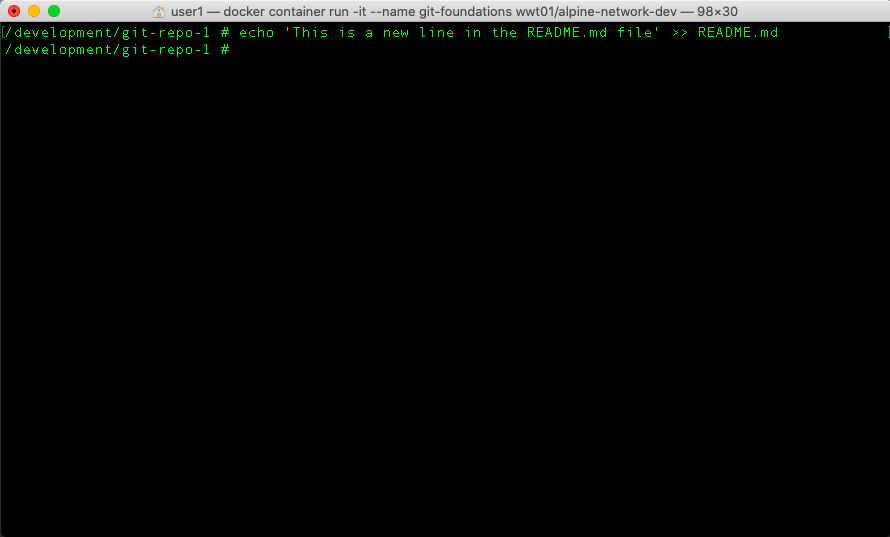 user1 — docker container run -it --name git-foundations wwt01/alpine-network-dev — 98×30
[/development/git-repo-1 # echo 'This is a new line in the README.md file' >> README.md ]
/development/git-repo-1 #